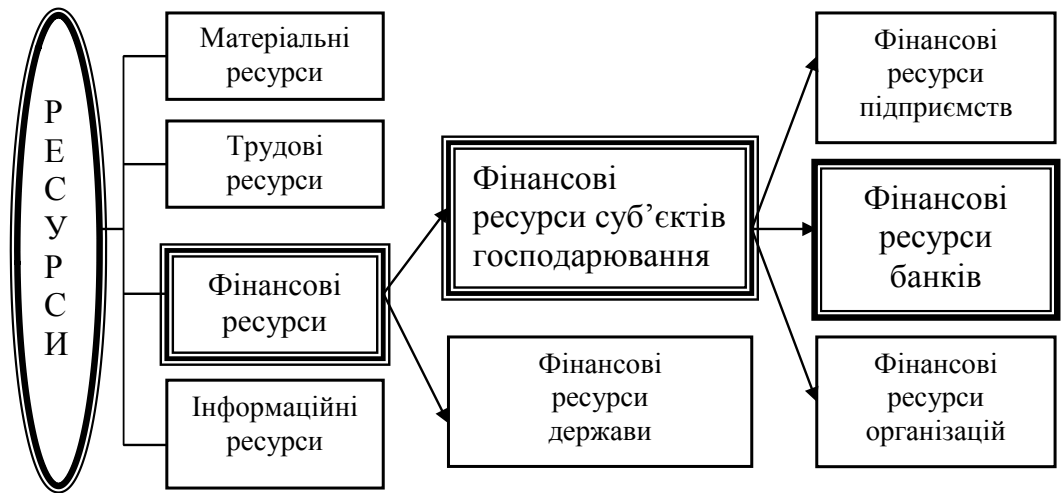 РЕСУРСИ
Матеріальні
ресурси
Трудові
ресурси
Фінансові
ресурси
Інформаційні
ресурси
Фінансові
ресурси суб’єктів
господарювання
Фінансові
ресурси
держави
Фінансові
ресурси
підприємств
Фінансові
ресурси
банків
Фінансові
ресурси
організацій